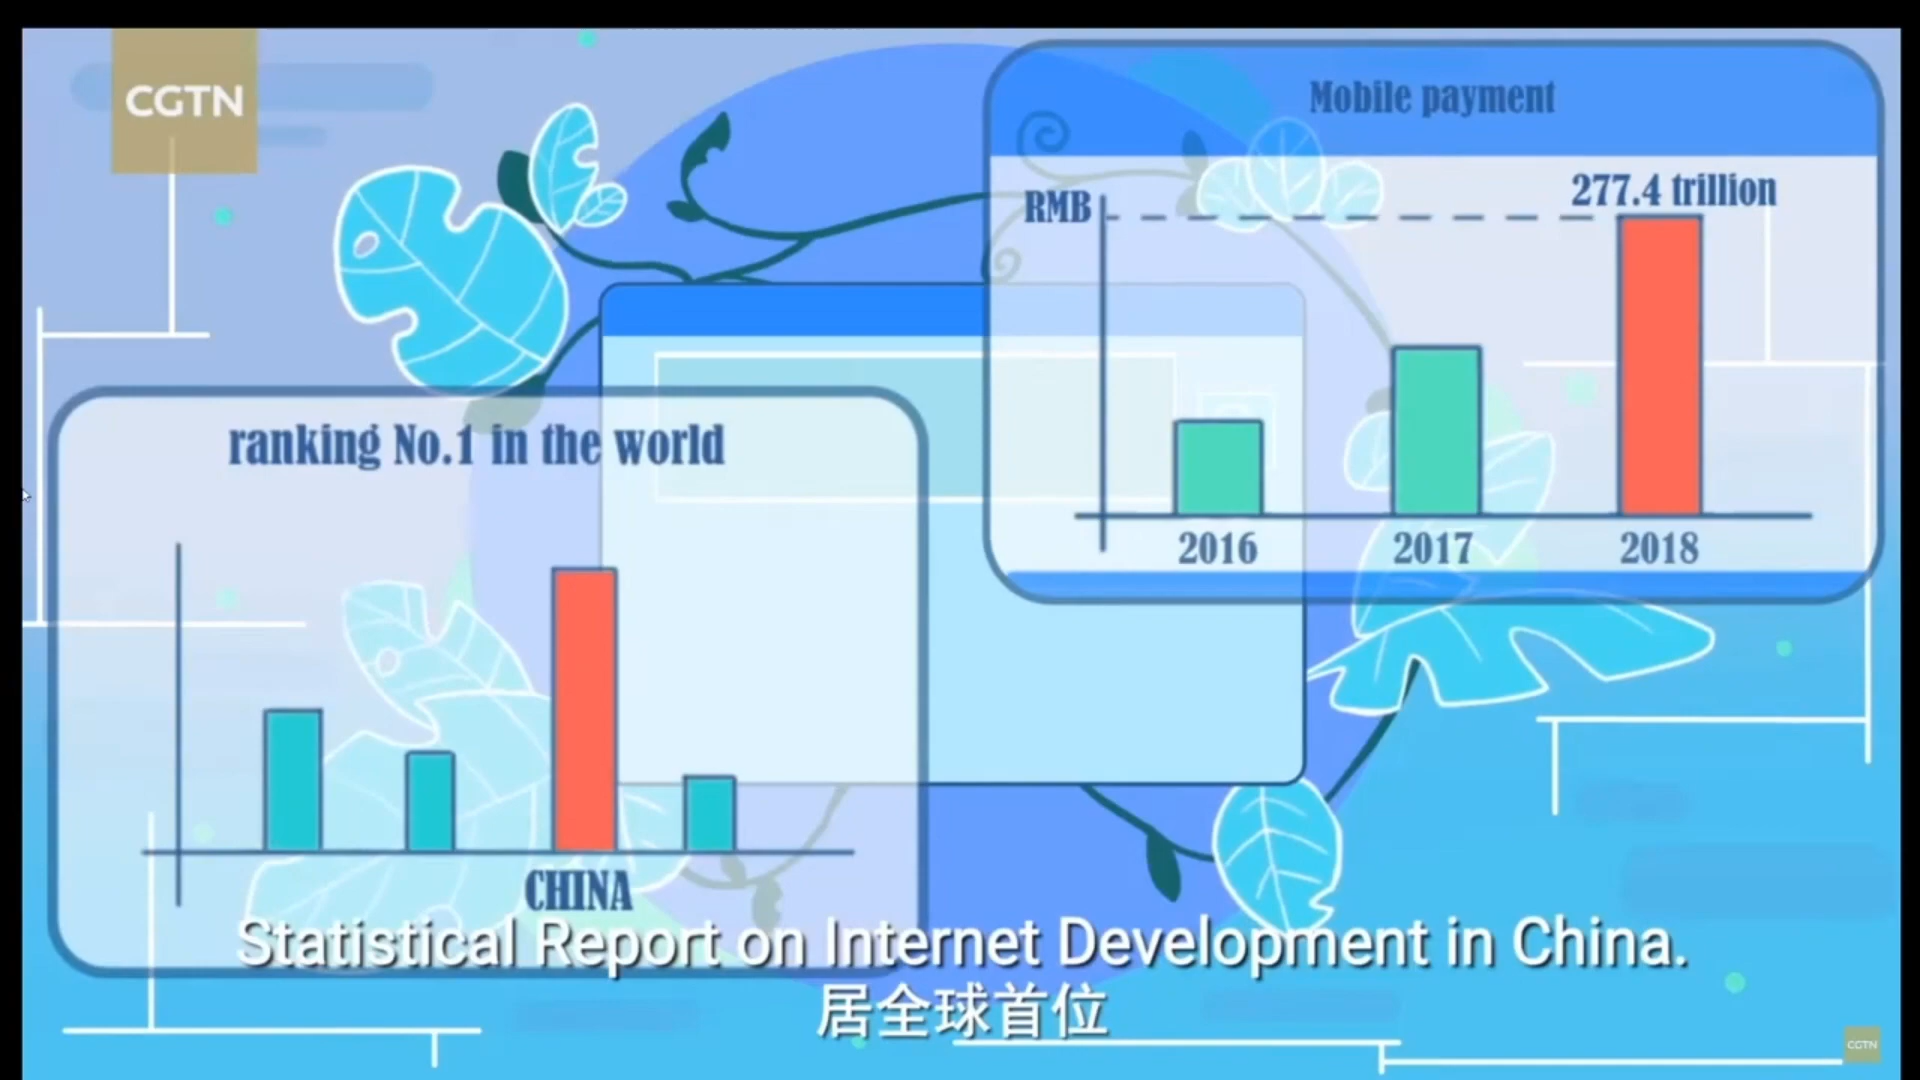 CGTN
Mobile payment
277.4 trillion
RMB
2016 2017 2018
ranking No.1 in the world
CHINA
Statistical Report on Internet Development in China.
居全球首位
CGTN